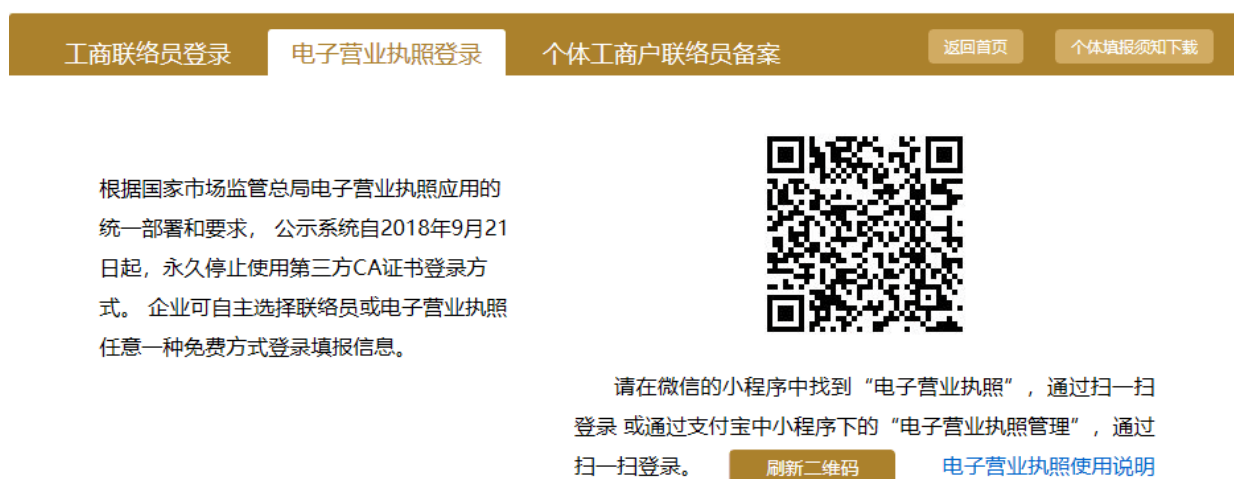 工商联络员登录 电子营业执照登录 个体工商户联络员备案 返回首页 个体填报须知下载
根据国家市场监管总局电子营业执照应用的
统一部署和要求， 公示系统自2018年9月21
日起，永久停止使用第三方CA证书登录方
式。 企业可自主选择联络员或电子营业执照
任意一种免费方式登录填报信息。
请在微信的小程序中找到“电子营业执照”，通过扫一扫
登录 或通过支付宝中小程序下的“电子营业执照管理”，通过
扫一扫登录。 刷新二维码 电子营业执照使用说明